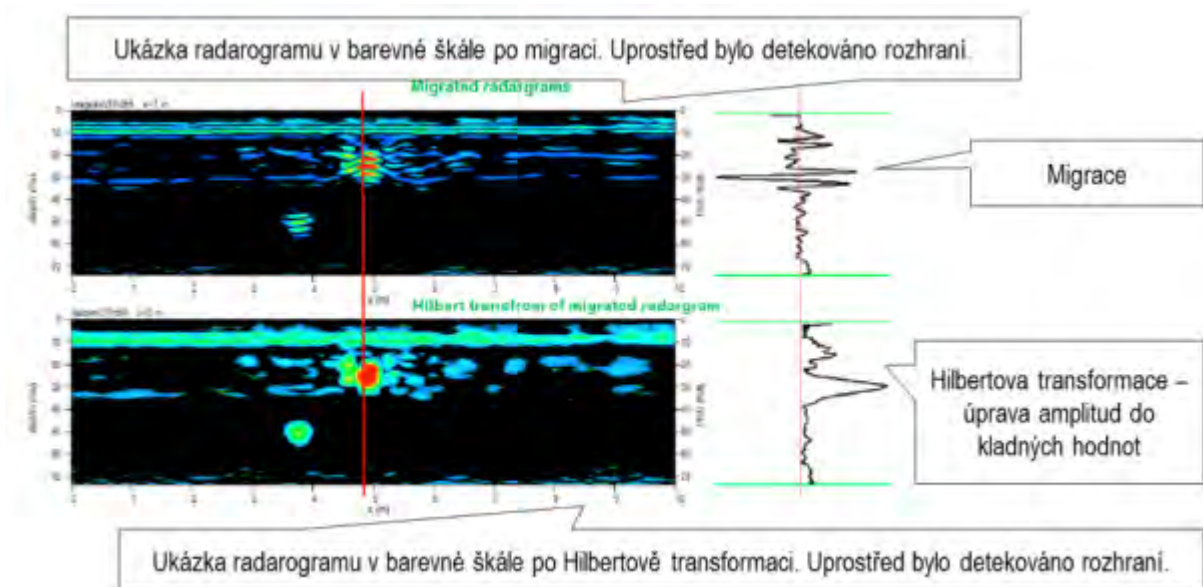 Ukázka radarogramu v barevné škále po migraci. Uprostřed bylo detekováno rozhraní.
Migrated radargrams
Migrace
x [m]
Hilbert transfrom of migrated radargram
Hilbertova transformace –
úprava amplitud do
kladných hodnot
x [m]
Ukázka radarogramu v barevné škále po Hilbertově transformaci. Uprostřed bylo detekováno rozhraní.